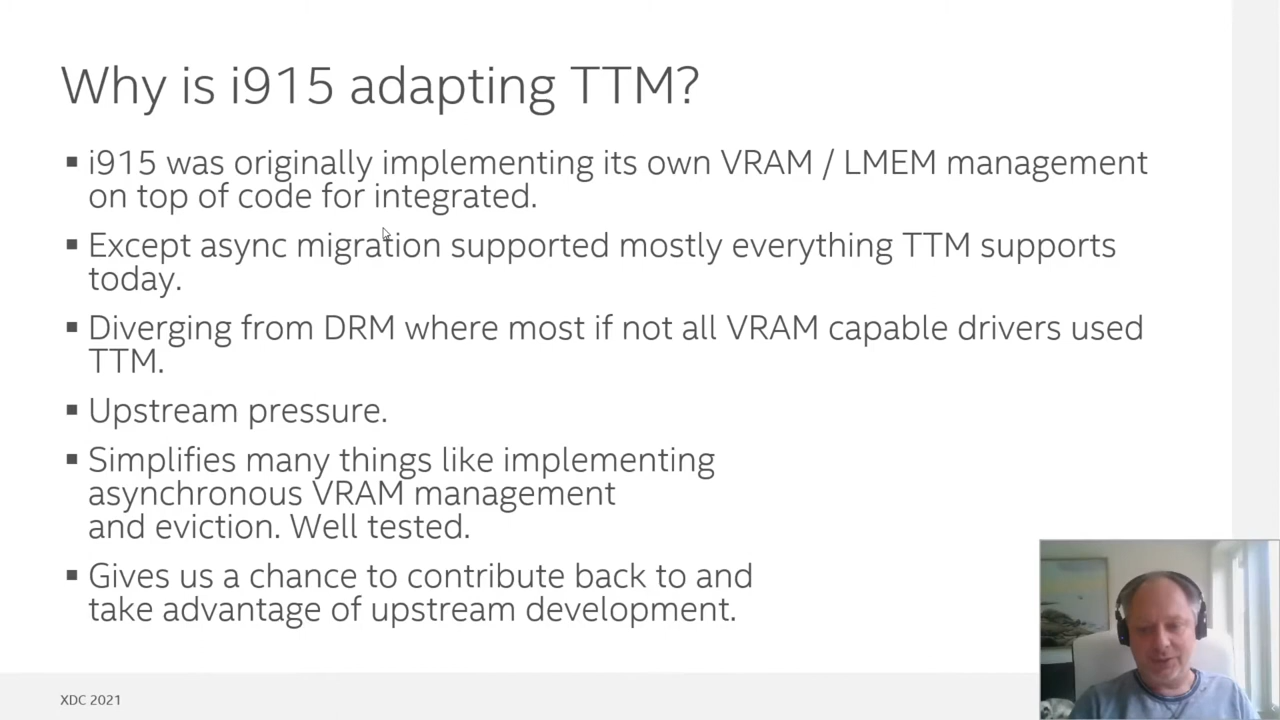 Why is i915 adapting TTM?
▪ i915 was originally implementing its own VRAM / LMEM management
on top of code for integrated.
▪ Except async migration supported mostly everything TTM supports
today.
▪ Diverging from DRM where most if not all VRAM capable drivers used
TTM.
▪ Upstream pressure.
▪ Simplifies many things like implementing
asynchronous VRAM management
and eviction. Well tested.
▪ Gives us a chance to contribute back to and
take advantage of upstream development.
XDC 2021